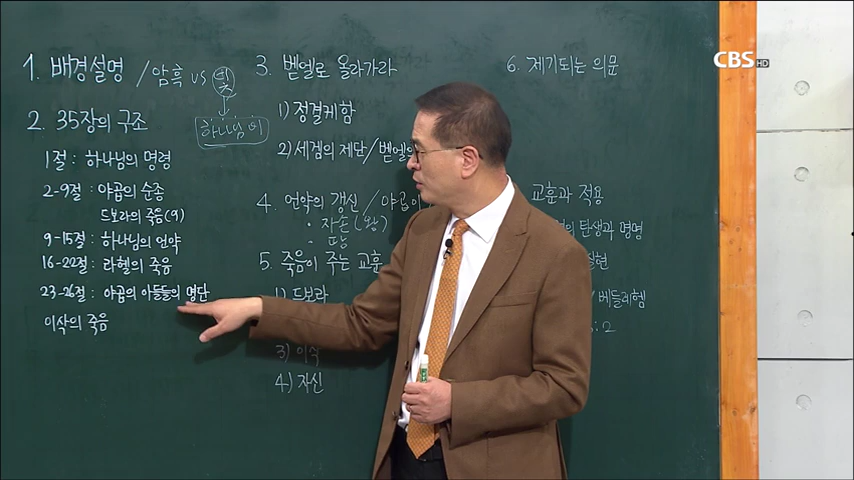 1. 배경설명 / 암흑 vs 빛
하나님이
2. 35장의 구조
1절 : 하나님의 명령
2-9절 : 야곱의 순종
드보라의 죽음(9)
9-15절 : 하나님의 언약
16-22절 : 라헬의 죽음
23-26절 : 야곱의 아들들의 명단
이삭의 죽음
3. 벧엘로 올라가라
1) 정결케함
2) 세겜의 제단/벧엘의
4. 언약의 갱신 / 야곱이
· 자손(왕)
· 땅
5. 죽음이 주는 교훈
1) 드보라
3) 이삭
4) 자신
6. 제기되는 의문
교훈과 적용
탄생과 명명
실현
/ 베들레헴
: 2
CBS HD